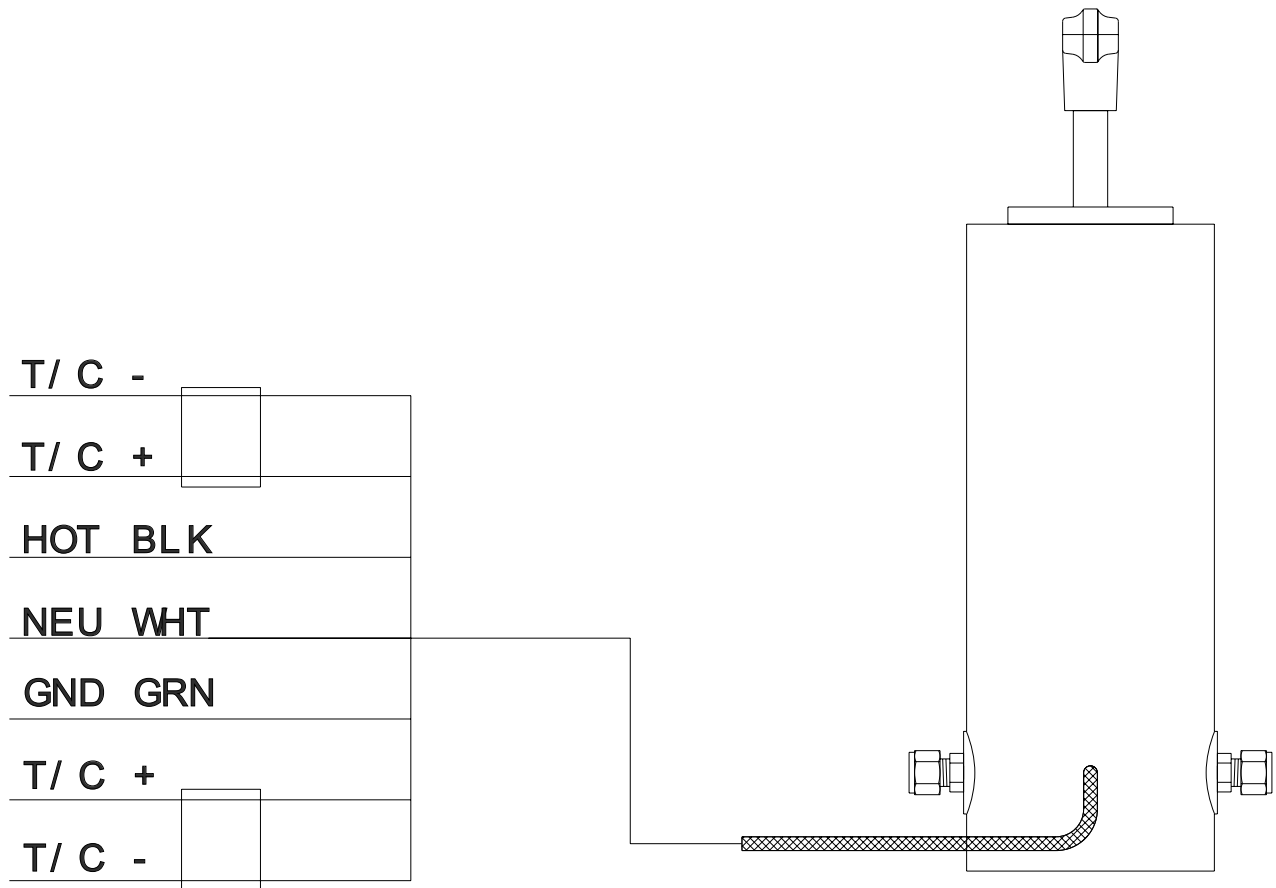 T/C -
T/C +
HOT BLK
NEU WHT
GND GRN
T/C +
T/C -